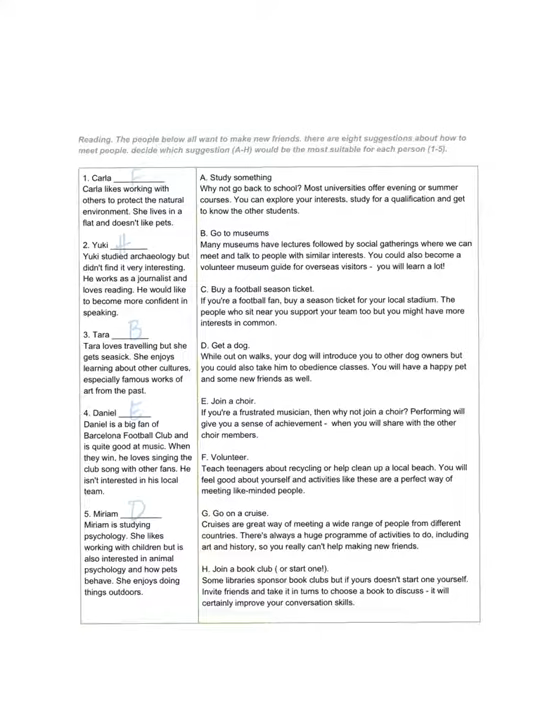 Reading. The people below all want to make new friends. there are eight suggestions about how to
meet people. decide which suggestion (A-H) would be the most suitable for each person (1-5).
1. Carla F
Carla likes working with
others to protect the natural
environment. She lives in a
flat and doesn't like pets.
2. Yuki H
Yuki studied archaeology but
didn't find it very interesting.
He works as a journalist and
loves reading. He would like
to become more confident in
speaking.
3. Tara B
Tara loves travelling but she
gets seasick. She enjoys
learning about other cultures,
especially famous works of
art from the past.
4. Daniel E
Daniel is a big fan of
Barcelona Football Club and
is quite good at music. When
they win, he loves singing the
club song with other fans. He
isn't interested in his local
team.
5. Miriam D
Miriam is studying
psychology. She likes
working with children but is
also interested in animal
psychology and how pets
behave. She enjoys doing
things outdoors.
A. Study something
Why not go back to school? Most universities offer evening or summer
courses. You can explore your interests, study for a qualification and get
to know the other students.
B. Go to museums
Many museums have lectures followed by social gatherings where we can
meet and talk to people with similar interests. You could also become a
volunteer museum guide for overseas visitors - you will learn a lot!
C. Buy a football season ticket.
If you're a football fan, buy a season ticket for your local stadium. The
people who sit near you support your team too but you might have more
interests in common.
D. Get a dog.
While out on walks, your dog will introduce you to other dog owners but
you could also take him to obedience classes. You will have a happy pet
and some new friends as well.
E. Join a choir.
If you're a frustrated musician, then why not join a choir? Performing will
give you a sense of achievement - when you will share with the other
choir members.
F. Volunteer.
Teach teenagers about recycling or help clean up a local beach. You will
feel good about yourself and activities like these are a perfect way of
meeting like-minded people.
G. Go on a cruise.
Cruises are great way of meeting a wide range of people from different
countries. There's always a huge programme of activities to do, including
art and history, so you really can't help making new friends.
H. Join a book club ( or start one!).
Some libraries sponsor book clubs but if yours doesn't start one yourself.
Invite friends and take it in turns to choose a book to discuss - it will
certainly improve your conversation skills.